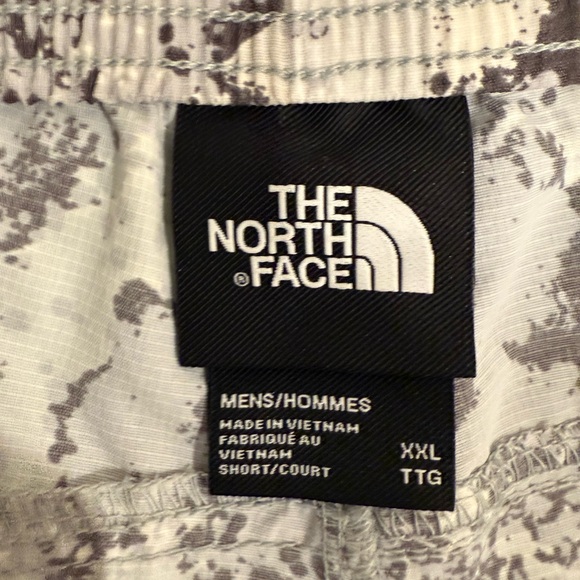 THE
NORTH
® FACE
MENS/HOMMES
MADE IN VIETNAM
FABRIQUÉ AU
VIETNAM
SHORT/COURT
XXL
TTG